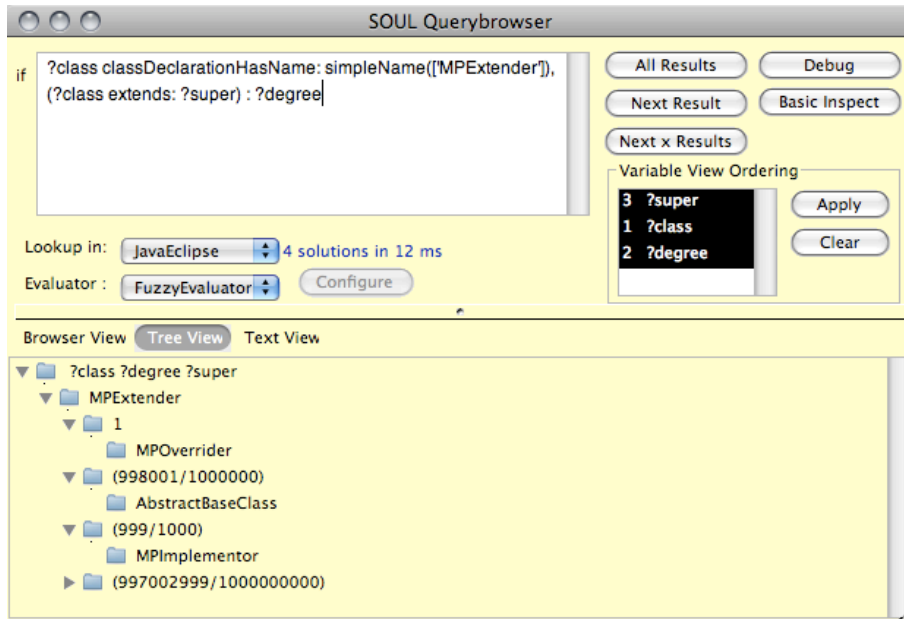 SOUL Querybrowser
if
?class classDeclarationHasName: simpleName(['MPExtender']),
(?class extends: ?super) : ?degree
All Results
Debug
Next Result
Basic Inspect
Next x Results
Variable View Ordering
3 ?super
1 ?class
2 ?degree
Apply
Clear
Lookup in: JavaEclipse 4 solutions in 12 ms
Evaluator : FuzzyEvaluator Configure
Browser View Tree View Text View
?class ?degree ?super
MPExtender
1
MPOverrider
(998001/1000000)
AbstractBaseClass
(999/1000)
MPImplementor
(997002999/1000000000)